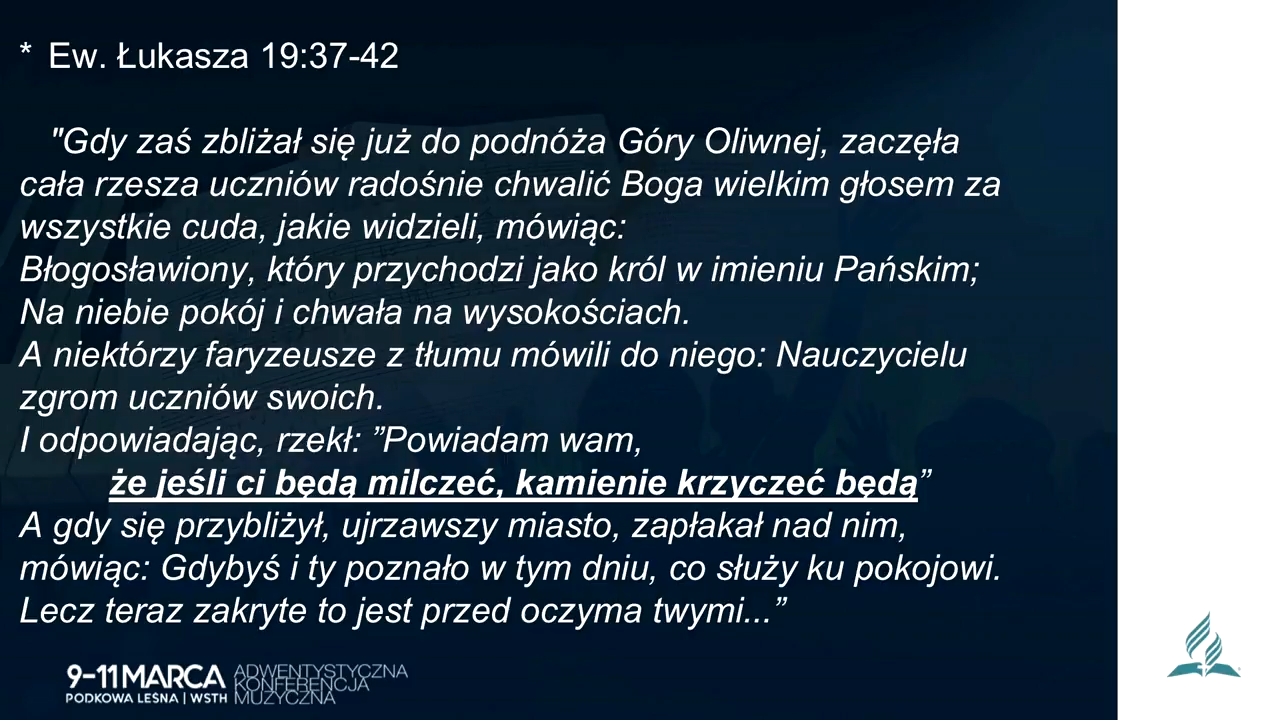 * Ew. Łukasza 19:37-42
"Gdy zaś zbliżał się już do podnóża Góry Oliwnej, zaczęła
cała rzesza uczniów radośnie chwalić Boga wielkim głosem za
wszystkie cuda, jakie widzieli, mówiąc:
Błogosławiony, który przychodzi jako król w imieniu Pańskim;
Na niebie pokój i chwała na wysokościach.
A niektórzy faryzeusze z tłumu mówili do niego: Nauczycielu
zgrom uczniów swoich.
I odpowiadając, rzekł: ”Powiadam wam,
że jeśli ci będą milczeć, kamienie krzyczeć będą”
A gdy się przybliżył, ujrzawszy miasto, zapłakał nad nim,
mówiąc: Gdybyś i ty poznało w tym dniu, co służy ku pokojowi.
Lecz teraz zakryte to jest przed oczyma twymi...”
9-11 MARCA
PODKOWA LEŚNA | WSTH
ADWENTYSTYCZNA
KONFERENCJA
MUZYCZNA